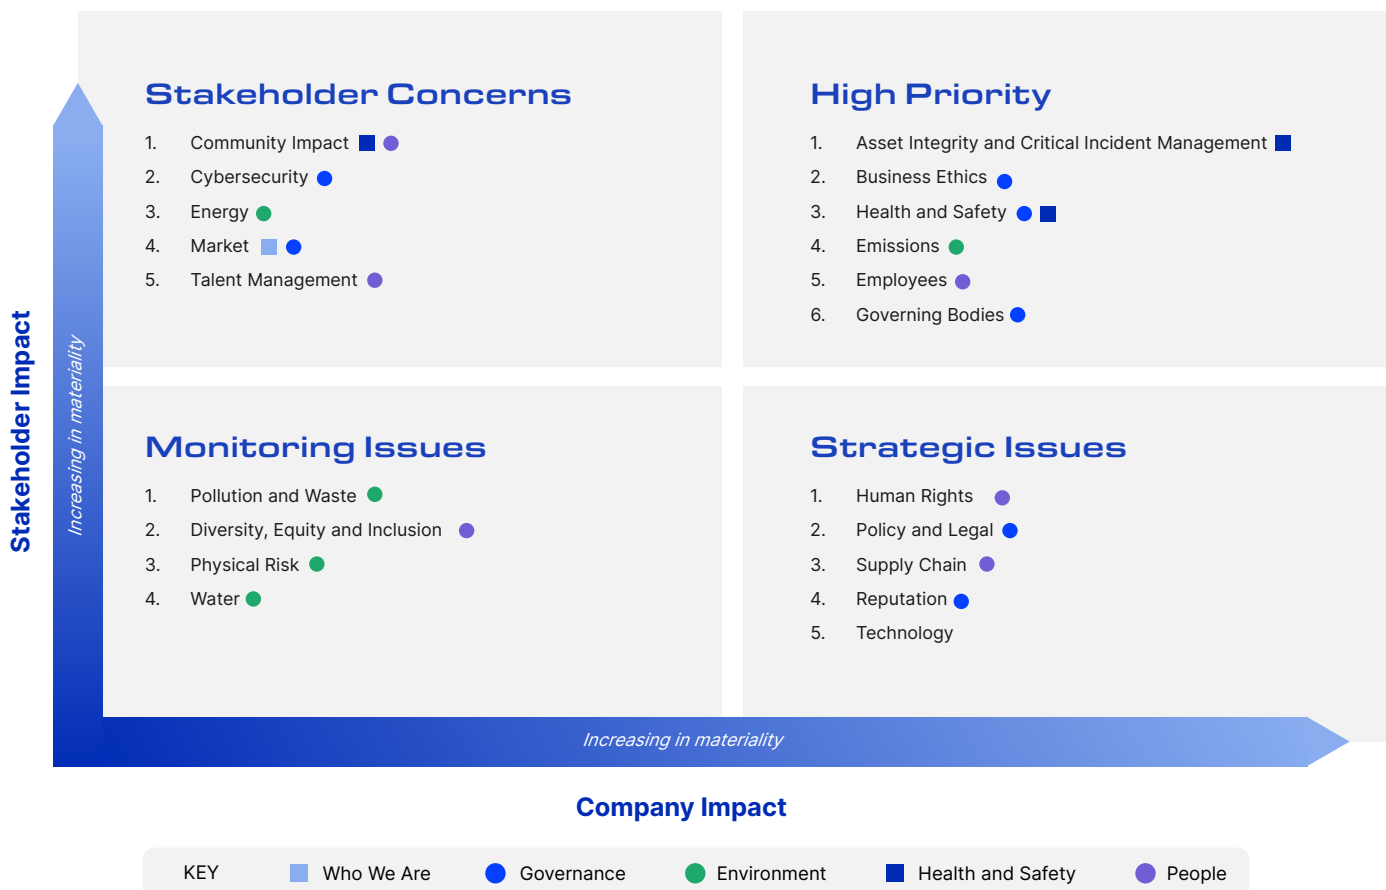 Stakeholder Concerns
1. Community Impact
2. Cybersecurity
3. Energy
4. Market
5. Talent Management
High Priority
1. Asset Integrity and Critical Incident Management
2. Business Ethics
3. Health and Safety
4. Emissions
5. Employees
6. Governing Bodies
Stakeholder Impact
Increasing in materiality
Monitoring Issues
1. Pollution and Waste
2. Diversity, Equity and Inclusion
3. Physical Risk
4. Water
Strategic Issues
1. Human Rights
2. Policy and Legal
3. Supply Chain
4. Reputation
5. Technology
Increasing in materiality
Company Impact
KEY Who We Are Governance Environment Health and Safety People